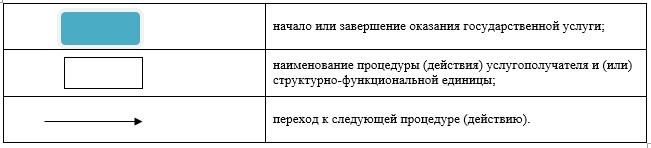 начало или завершение оказания государственной услуги;
наименование процедуры (действия) услугополучателя и (или)
структурно-функциональной единицы;
переход к следующей процедуре (действию).